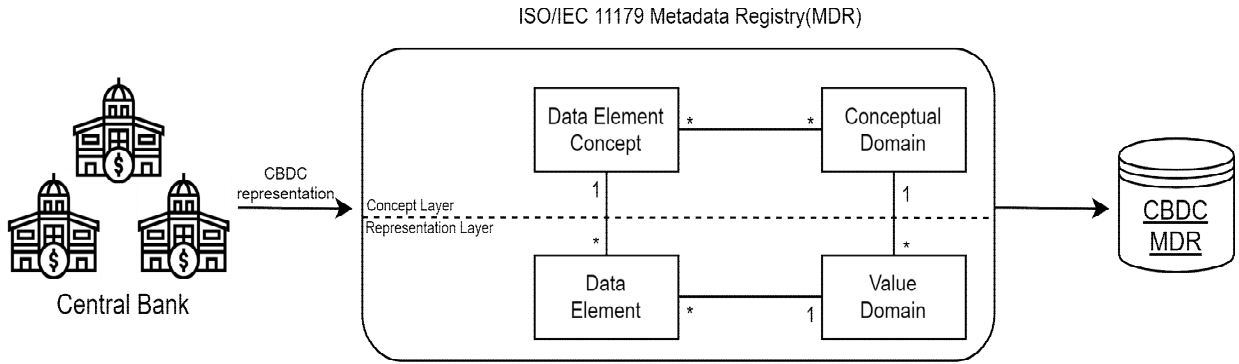 ISO/IEC 11179 Metadata Registry(MDR)
Data Element
Concept
*
*
Conceptual
Domain
CBDC
representation
1
1
Concept Layer
Representation Layer
*
*
Data
Element
*
1
Value
Domain
CBDC
MDR
$
$
$
Central Bank